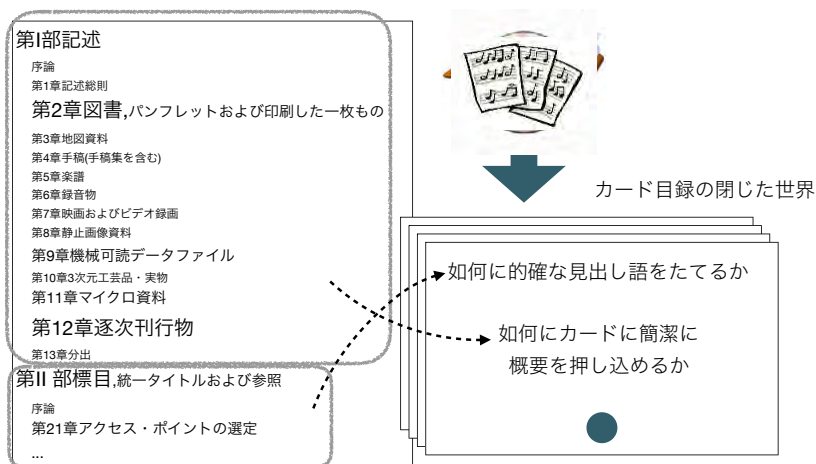 第I部記述
序論
第1章記述総則
第2章図書,パンフレットおよび印刷した一枚もの
第3章地図資料
第4章手稿(手稿集を含む)
第5章楽譜
第6章録音物
第7章映画およびビデオ録画
第8章静止画像資料
第9章機械可読データファイル
第10章3次元工芸品・実物
第11章マイクロ資料
第12章逐次刊行物
第13章分出
第II 部標目,統一タイトルおよび参照
序論
第21章アクセス・ポイントの選定
...
カード目録の閉じた世界
如何に的確な見出し語をたてるか
如何にカードに簡潔に
概要を押し込めるか